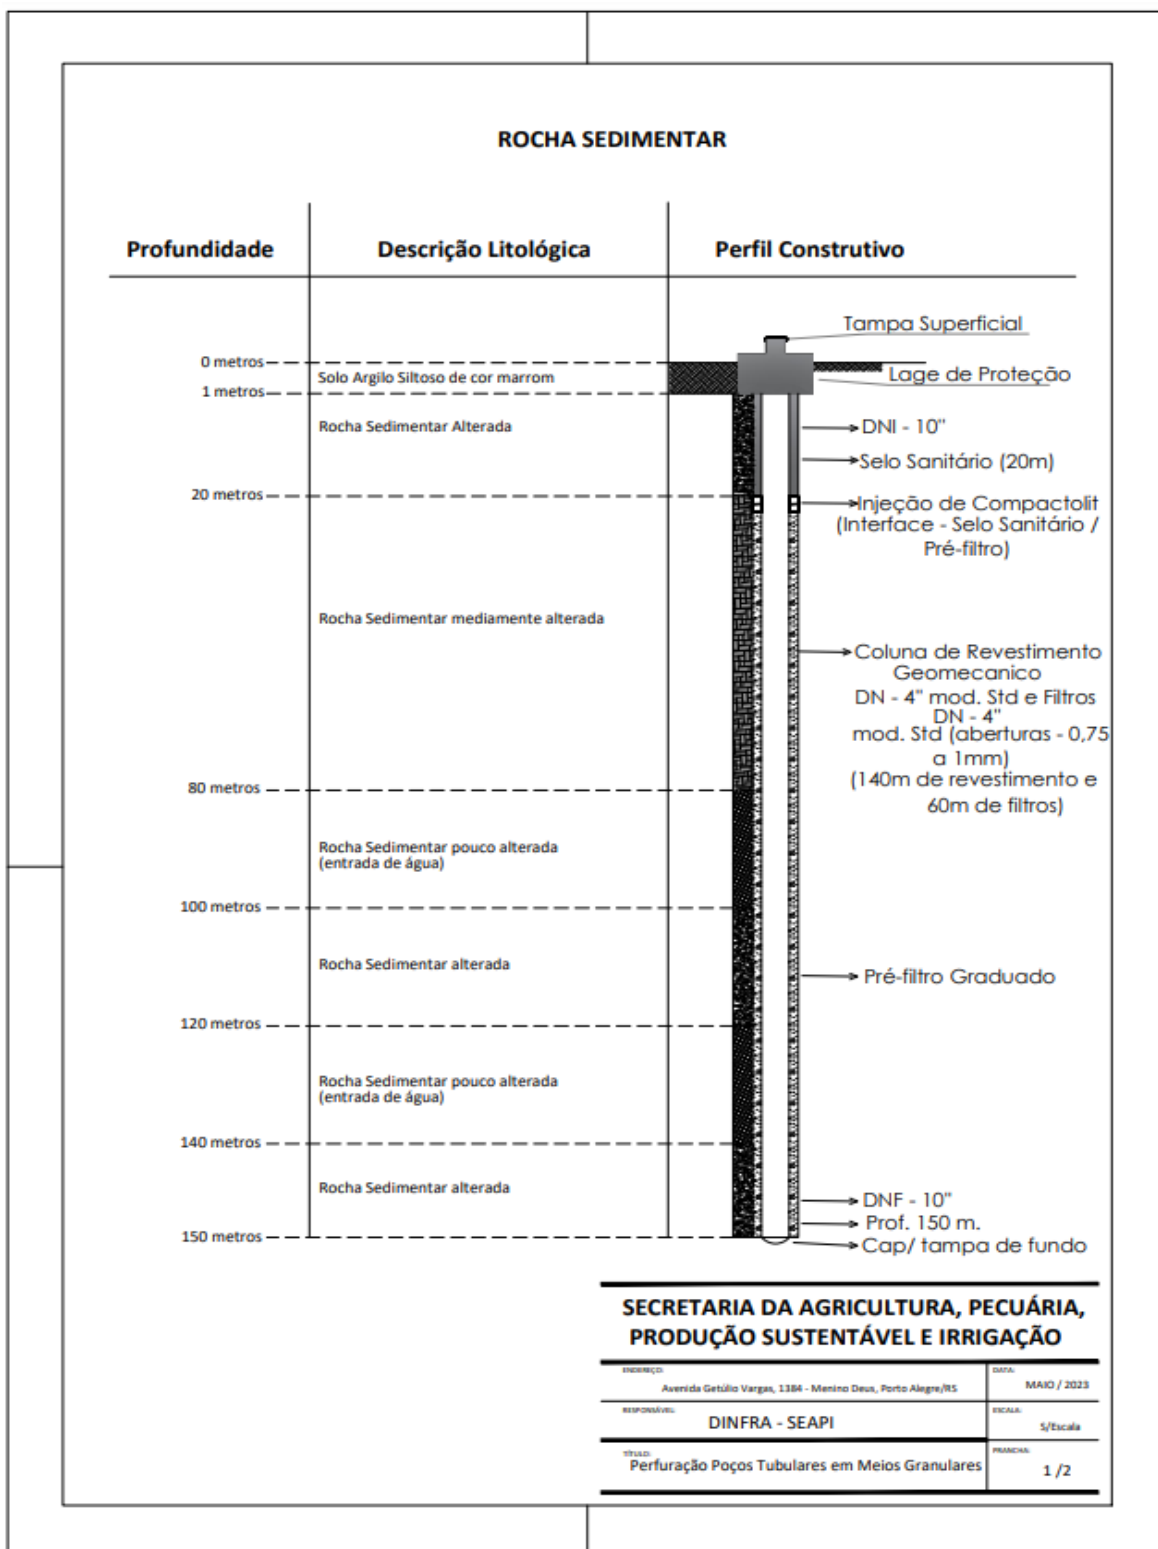 ROCHA SEDIMENTAR
Profundidade
Descrição Litológica
Perfil Construtivo
Tampa Superficial
0 metros
Solo Argilo Siltoso de cor marrom
Lage de Proteção
1 metros
Rocha Sedimentar Alterada
DNI - 10"
Selo Sanitário (20m)
20 metros
Injeção de Compactolit
(Interface - Selo Sanitário /
Pré-filtro)
Rocha Sedimentar mediamente alterada
Coluna de Revestimento
Geomecanico
DN - 4" mod. Std e Filtros
DN - 4"
mod. Std (aberturas - 0,75
a 1mm)
(140m de revestimento e
60m de filtros)
80 metros
Rocha Sedimentar pouco alterada
(entrada de água)
100 metros
Rocha Sedimentar alterada
Pré-filtro Graduado
120 metros
Rocha Sedimentar pouco alterada
(entrada de água)
140 metros
Rocha Sedimentar alterada
DNF - 10"
Prof. 150 m.
150 metros
Cap/ tampa de fundo
SECRETARIA DA AGRICULTURA, PECUÁRIA,
PRODUÇÃO SUSTENTÁVEL E IRRIGAÇÃO
ENDEREÇO:
Avenida Getúlio Vargas, 1384 - Menino Deus, Porto Alegre/RS
DATA:
MAIO / 2023
RESPONSÁVEL:
DINFRA - SEAPI
ESCALA:
S/Escala
TÍTULO:
Perfuração Poços Tubulares em Meios Granulares
PRANCHA:
1 /2